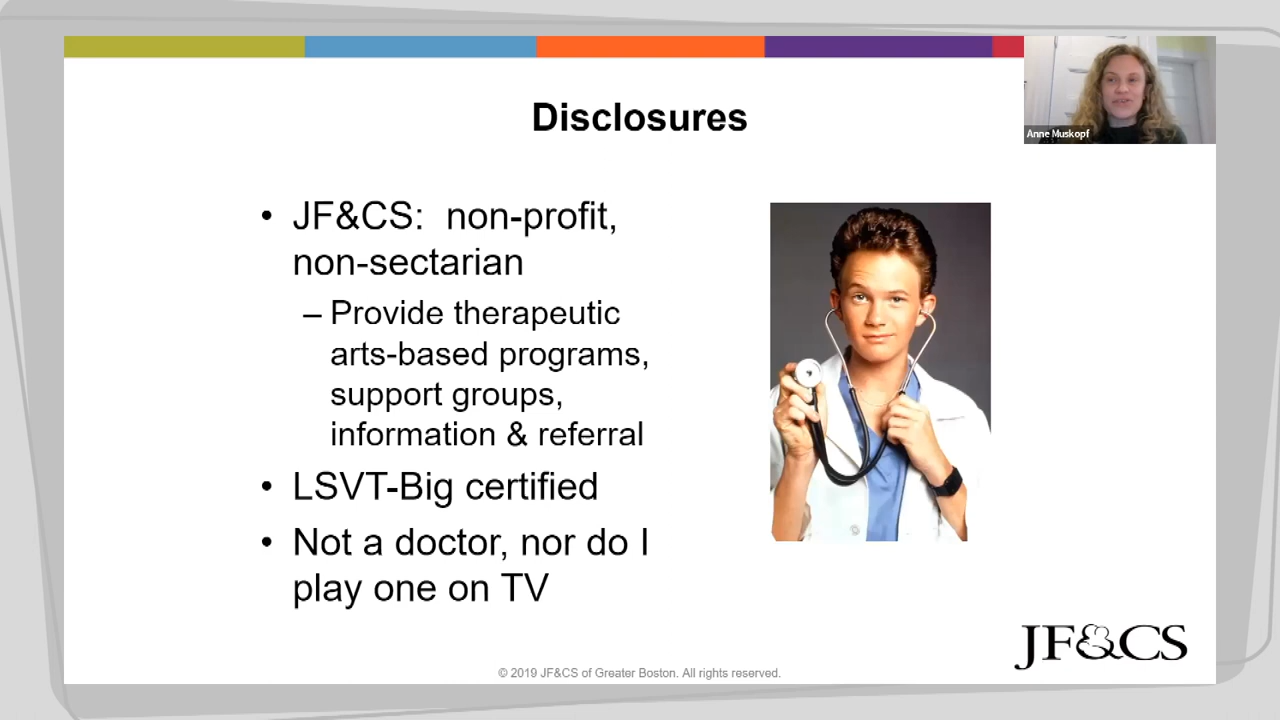 Disclosures
Anne Muskopf
• JF&CS: non-profit,
non-sectarian
– Provide therapeutic
arts-based programs,
support groups,
information & referral
• LSVT-Big certified
• Not a doctor, nor do I
play one on TV
JF&CS
© 2019 JF&CS of Greater Boston. All rights reserved.